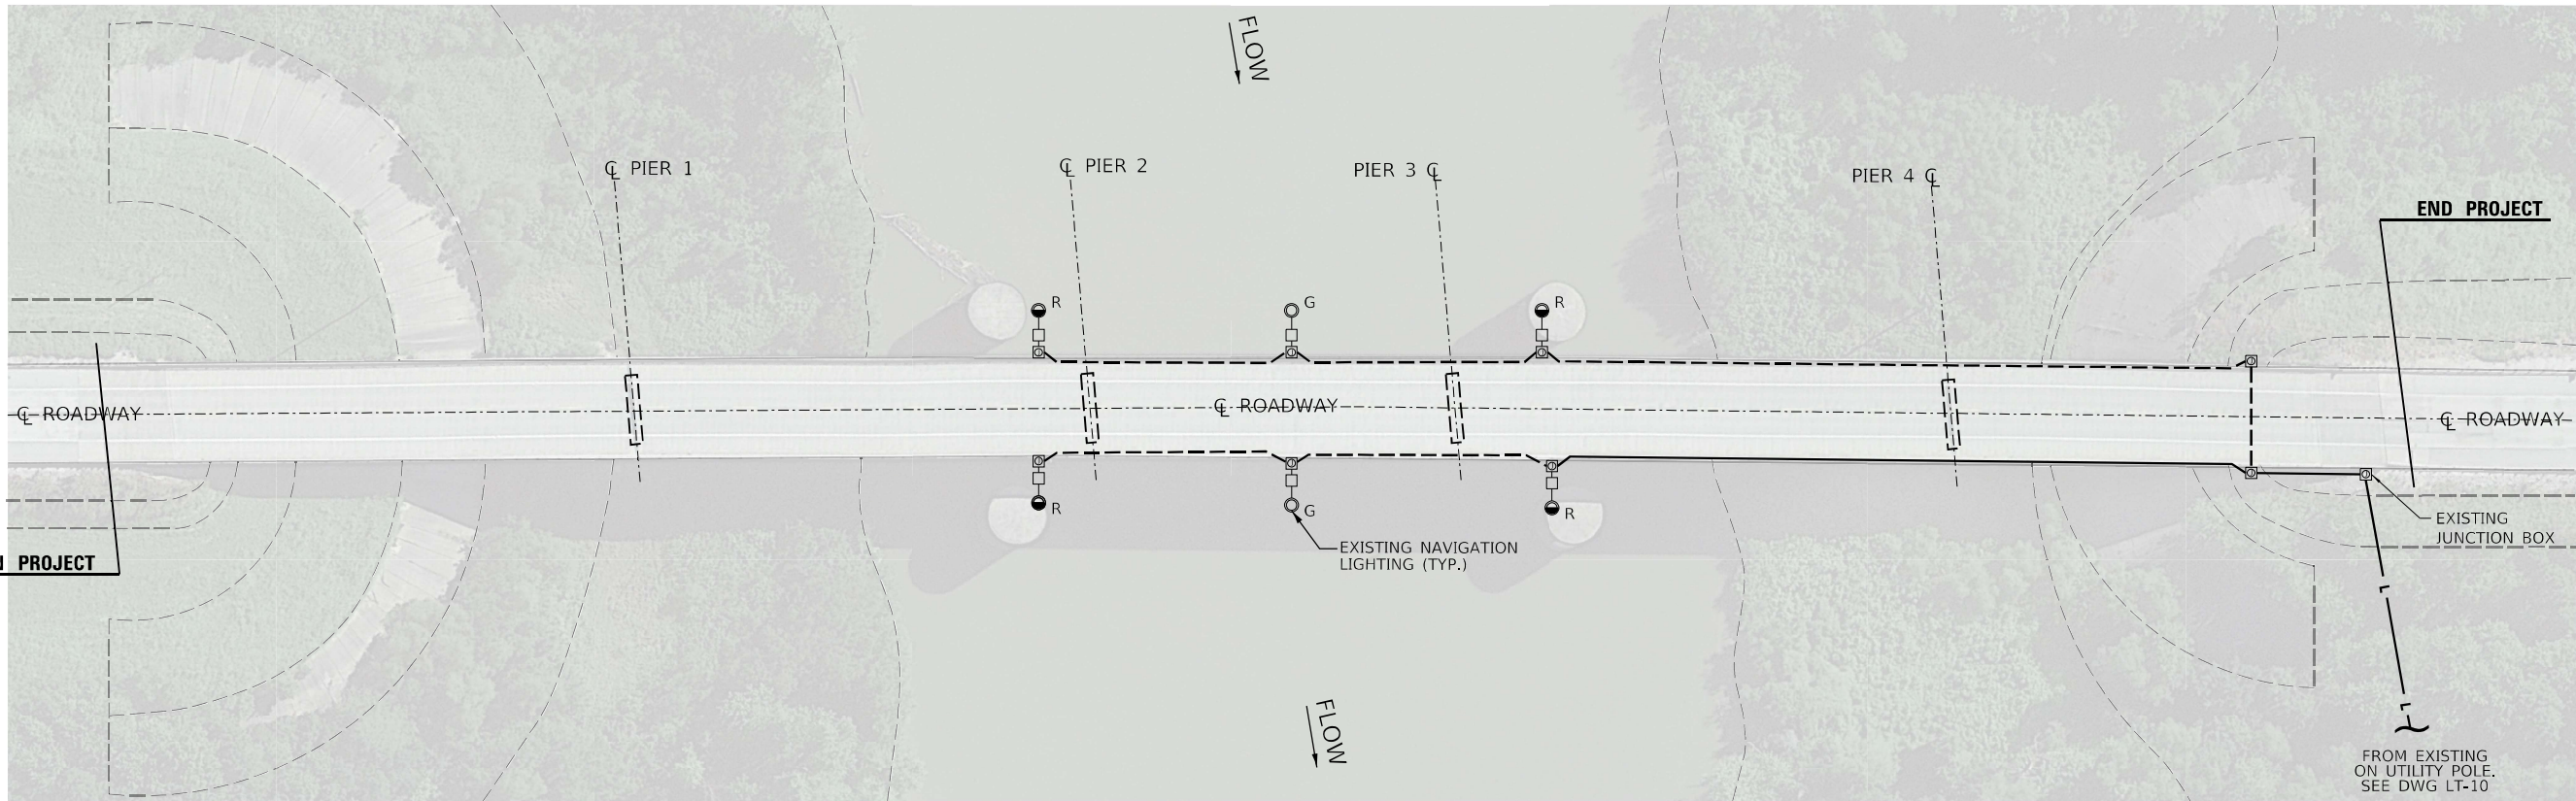 FLOW
℄ PIER 1
℄ PIER 2
PIER 3 ℄
PIER 4 ℄
END PROJECT
R
G
R
℄ ROADWAY
℄ ROADWAY
℄ ROADWAY
R
G
R
EXISTING NAVIGATION
LIGHTING (TYP.)
EXISTING
JUNCTION BOX
PROJECT
L
L
FLOW
FROM EXISTING
ON UTILITY POLE.
SEE DWG LT-10